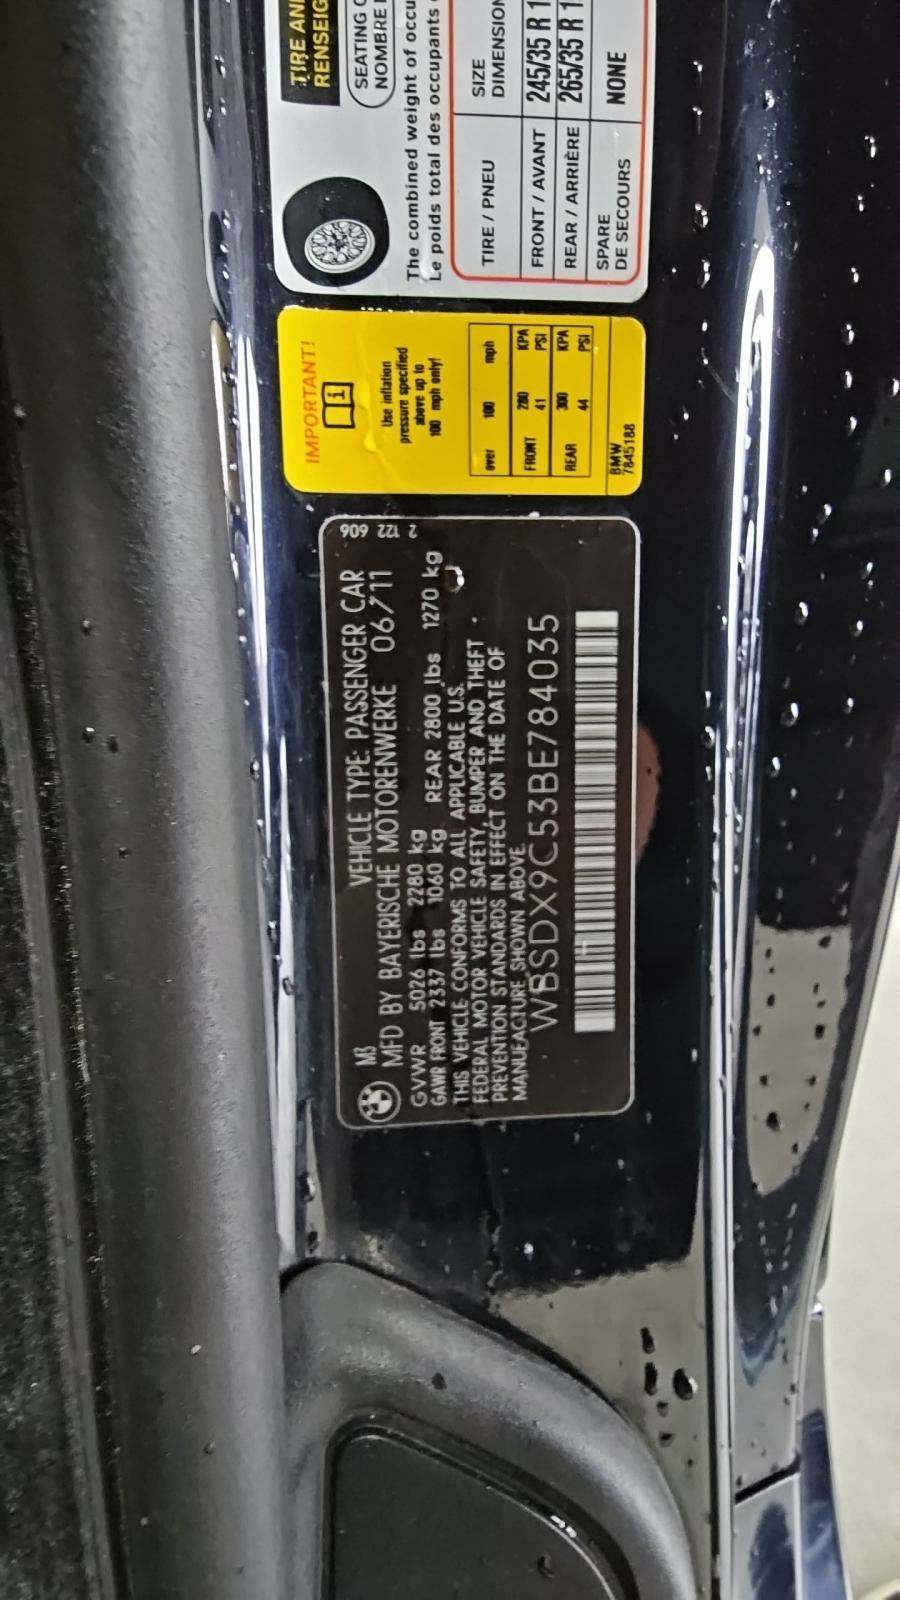 TIRE AN
RENSEIG
SEATING C
NOMBRE
The combined weight of occu
Le poids total des occupants
TIRE / PNEU SIZE
DIMENSION
FRONT / AVANT 245/35 R 1
REAR / ARRIÈRE 265/35 R 1
SPARE
DE SECOURS NONE
IMPORTANT!
i
Use inflation
pressure specified
above up to
100 mph only!
over 100 mph
FRONT 280 KPA
41 PSI
REAR 300 KPA
44 PSI
BMW
7845188
2 122 606
M3 VEHICLE TYPE: PASSENGER CAR
MFD BY BAYERISCHE MOTORENWERKE 06/11
GVWR 5026 lbs 2280 kg
GAWR FRONT 2337 lbs 1060 kg REAR 2800 lbs 1270 kg
THIS VEHICLE CONFORMS TO ALL APPLICABLE U.S.
FEDERAL MOTOR VEHICLE SAFETY, BUMPER AND THEFT
PREVENTION STANDARDS IN EFFECT ON THE DATE OF
MANUFACTURE SHOWN ABOVE.
WBSDX9C53BE784035